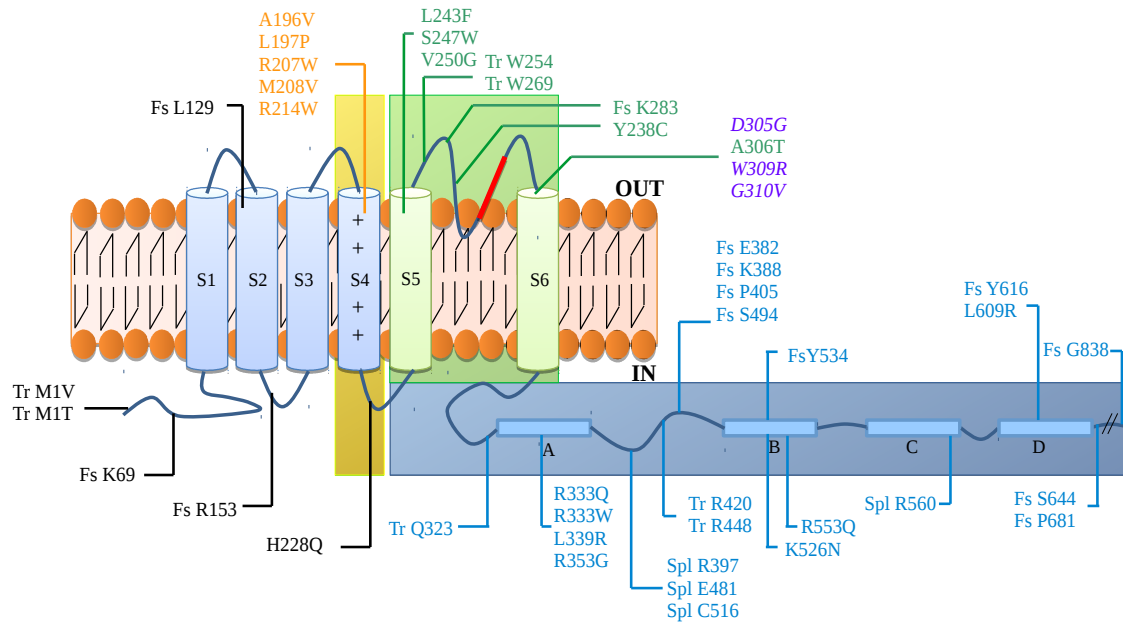 A196V
L197P
R207W
M208V
R214W
L243F
S247W
V250G
Tr W254
Tr W269
Fs L129
Fs K283
Y238C
D305G
A306T
W309R
G310V
OUT
+
+
+
+
S1
S2
S3
S4
S5
S6
IN
Fs E382
Fs K388
Fs P405
Fs S494
FsY534
Fs Y616
L609R
Fs G838
Tr M1V
Tr M1T
Fs K69
Fs R153
H228Q
A
B
C
D
//
Tr Q323
R333Q
R333W
L339R
R353G
Tr R420
Tr R448
Spl R397
Spl E481
Spl C516
R553Q
K526N
Spl R560
Fs S644
Fs P681